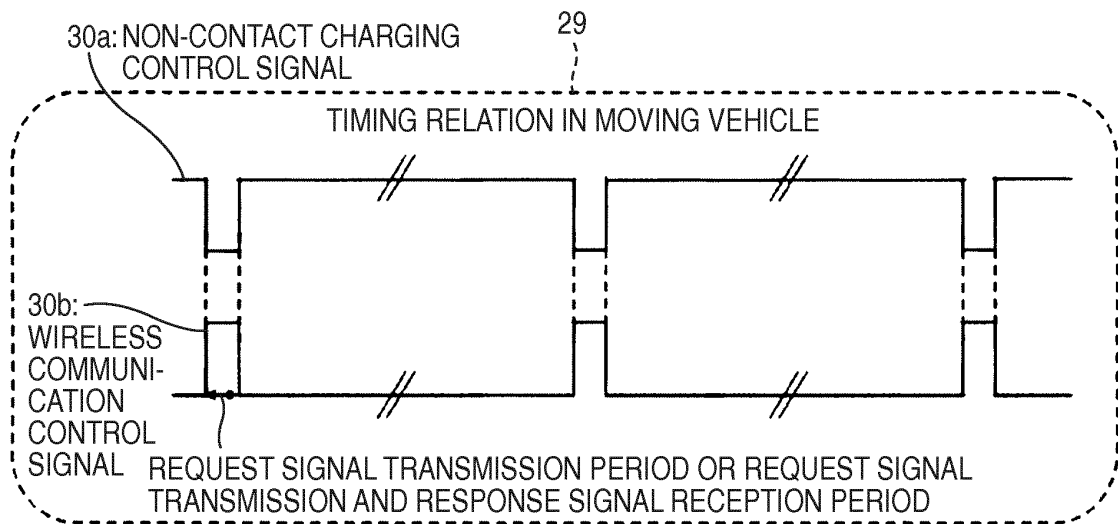 29
30a: NON-CONTACT CHARGING
CONTROL SIGNAL
TIMING RELATION IN MOVING VEHICLE
30b:
WIRELESS
COMMUNI-
CATION
CONTROL
SIGNAL
REQUEST SIGNAL TRANSMISSION PERIOD OR REQUEST SIGNAL
TRANSMISSION AND RESPONSE SIGNAL RECEPTION PERIOD